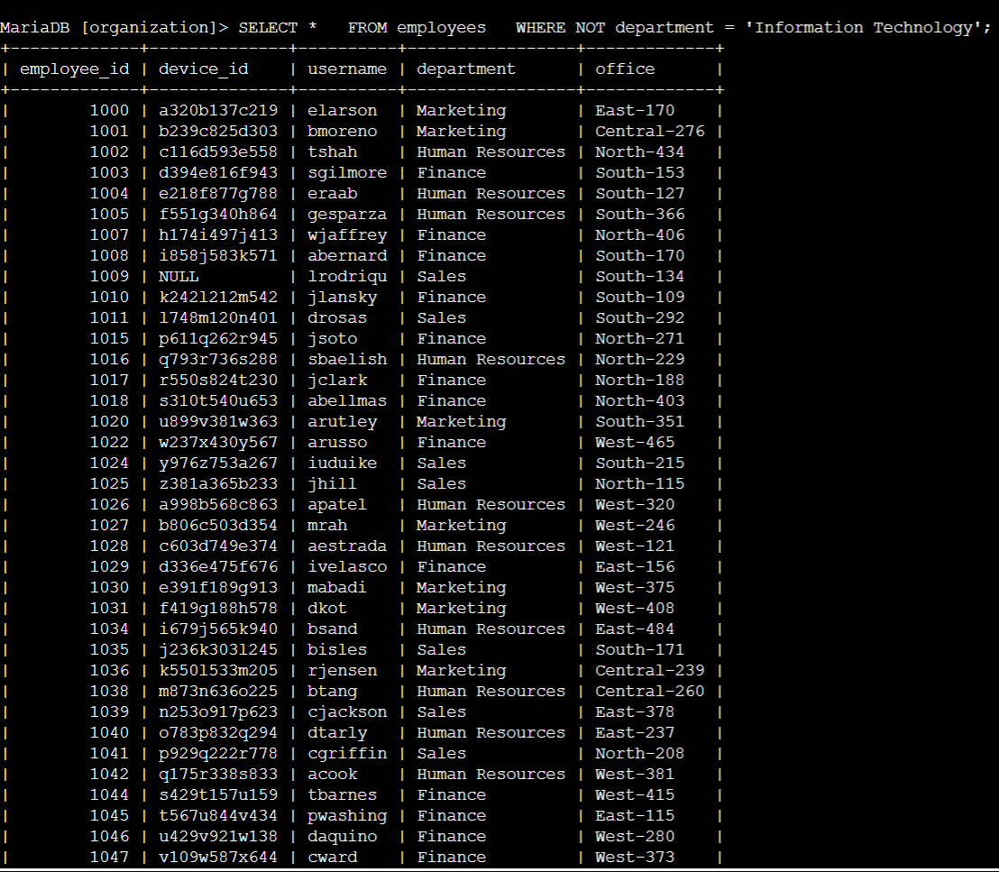 MariaDB [organization]> SELECT *   FROM employees   WHERE NOT department = 'Information Technology';
+-------------+--------------+----------+-----------------+-------------+
| employee_id | device_id    | username | department      | office      |
+-------------+--------------+----------+-----------------+-------------+
|        1000 | a320b137c219 | elarson  | Marketing       | East-170    |
|        1001 | b239c825d303 | bmoreno  | Marketing       | Central-276 |
|        1002 | c116d593e558 | tshah    | Human Resources | North-434   |
|        1003 | d394e816f943 | sgilmore | Finance         | South-153   |
|        1004 | e218f877g788 | eraab    | Human Resources | South-127   |
|        1005 | f551g340h864 | gesparza | Human Resources | South-366   |
|        1007 | h174i497j413 | wjaffrey | Finance         | North-406   |
|        1008 | i858j583k571 | abernard | Finance         | South-170   |
|        1009 | NULL         | lrodriqu | Sales           | South-134   |
|        1010 | k242l212m542 | jlansky  | Finance         | South-109   |
|        1011 | l748m120n401 | drosas   | Sales           | South-292   |
|        1015 | p611q262r945 | jsoto    | Finance         | North-271   |
|        1016 | q793r736s288 | sbaelish | Human Resources | North-229   |
|        1017 | r550s824t230 | jclark   | Finance         | North-188   |
|        1018 | s310t540u653 | abellmas | Finance         | North-403   |
|        1020 | u899v381w363 | arutley  | Marketing       | South-351   |
|        1022 | w237x430y567 | arusso   | Finance         | West-465    |
|        1024 | y976z753a267 | iuduike  | Sales           | South-215   |
|        1025 | z381a365b233 | jhill    | Sales           | North-115   |
|        1026 | a998b568c863 | apatel   | Human Resources | West-320    |
|        1027 | b806c503d354 | mrah     | Marketing       | West-246    |
|        1028 | c603d749e374 | aestrada | Human Resources | West-121    |
|        1029 | d336e475f676 | ivelasco | Finance         | East-156    |
|        1030 | e391f189g913 | mabadi   | Marketing       | West-375    |
|        1031 | f419g188h578 | dkot     | Marketing       | West-408    |
|        1034 | i679j565k940 | bsand    | Human Resources | East-484    |
|        1035 | j236k303l245 | bisles   | Sales           | South-171   |
|        1036 | k550l533m205 | rjensen  | Marketing       | Central-239 |
|        1038 | m873n636o225 | btang    | Human Resources | Central-260 |
|        1039 | n253o917p623 | cjackson | Sales           | East-378    |
|        1040 | o783p832q294 | dtarly   | Human Resources | East-237    |
|        1041 | p929q222r778 | cgriffin | Sales           | North-208   |
|        1042 | q175r338s833 | acook    | Human Resources | West-381    |
|        1044 | s429t157u159 | tbarnes  | Finance         | West-415    |
|        1045 | t567u844v434 | pwashing | Finance         | East-115    |
|        1046 | u429v921w138 | daquino  | Finance         | West-280    |
|        1047 | v109w587x644 | cward    | Finance         | West-373    |